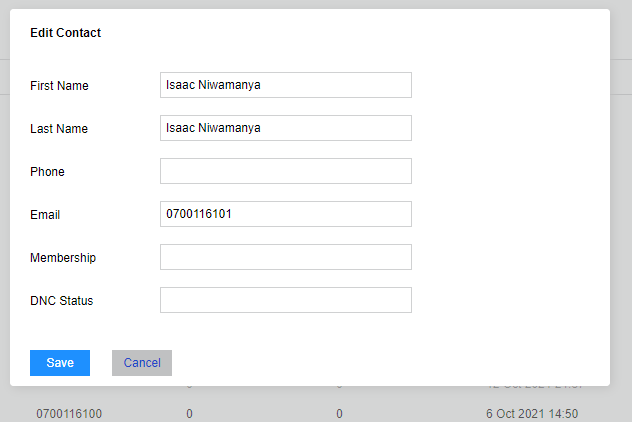 Edit Contact
First Name Isaac Niwamanya
Last Name Isaac Niwamanya
Phone
Email 0700116101
Membership
DNC Status
Save Cancel
0700116100 0 0 6 Oct 2021 14:50